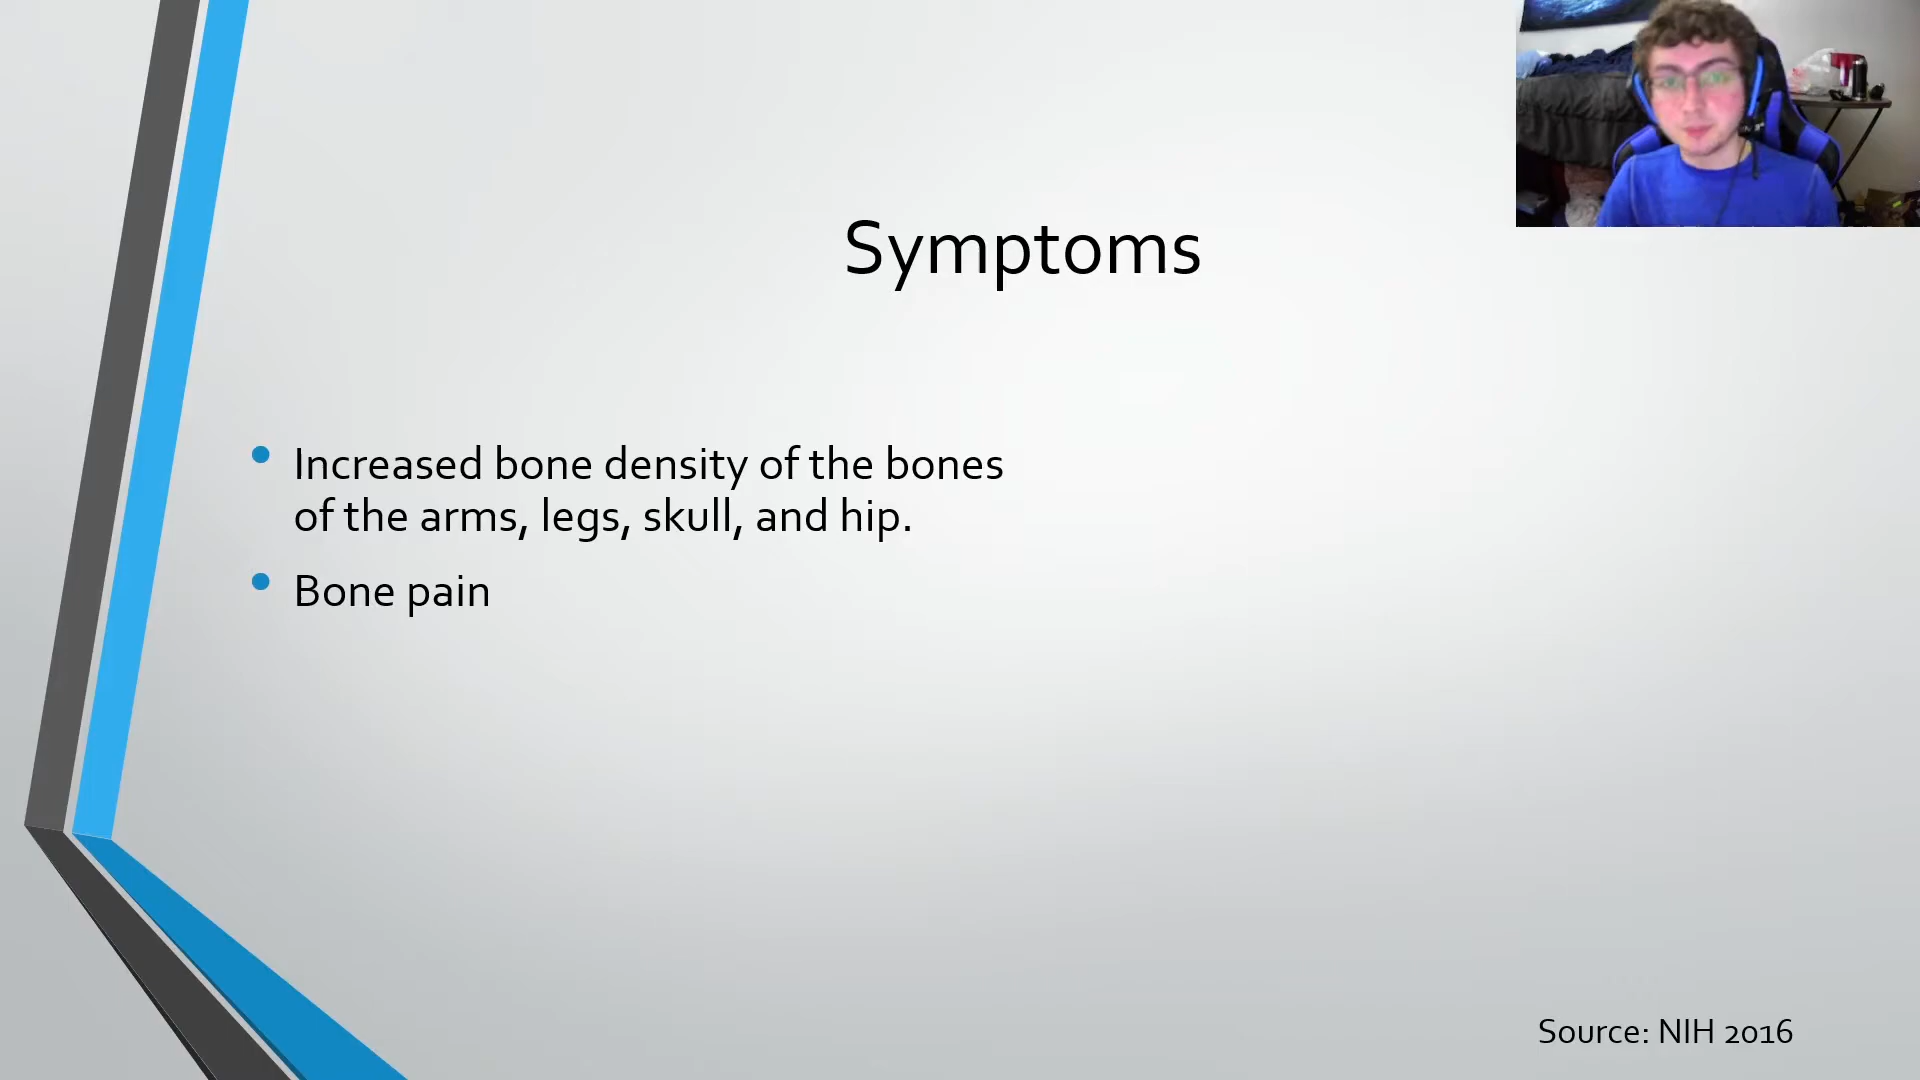 Symptoms
Increased bone density of the bones
of the arms, legs, skull, and hip.
Bone pain
Source: NIH 2016